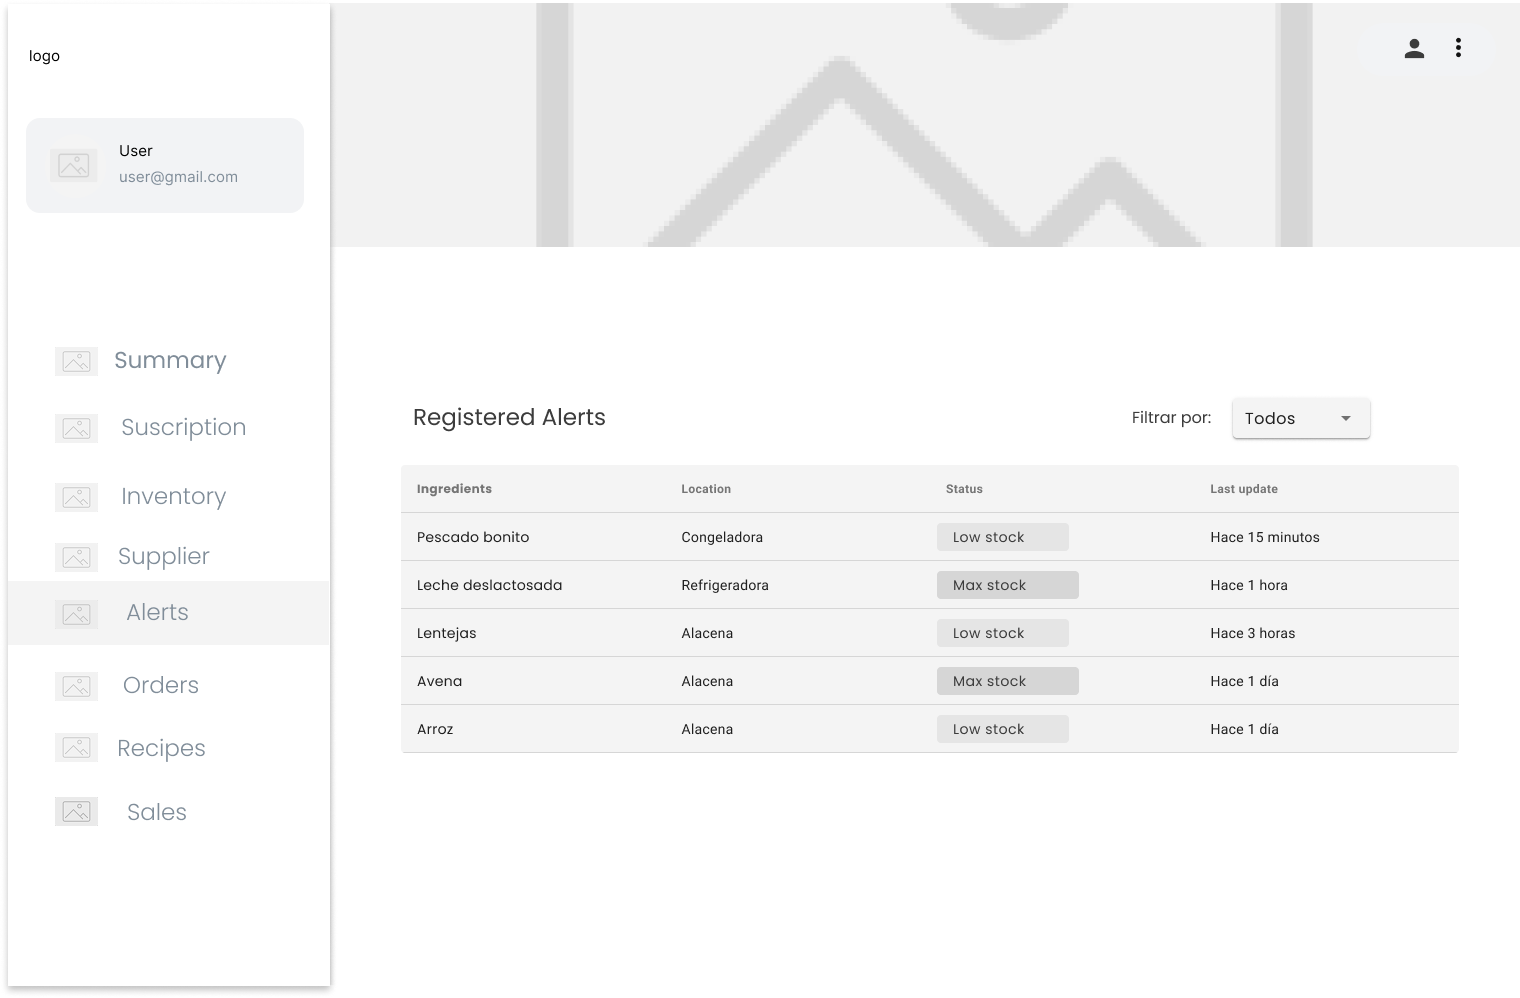 logo
User
user@gmail.com
Summary
Suscription
Inventory
Supplier
Alerts
Orders
Recipes
Sales
Registered Alerts
Filtrar por: Todos
Ingredients Location Status Last update
Pescado bonito Congeladora Low stock Hace 15 minutos
Leche deslactosada Refrigeradora Max stock Hace 1 hora
Lentejas Alacena Low stock Hace 3 horas
Avena Alacena Max stock Hace 1 día
Arroz Alacena Low stock Hace 1 día